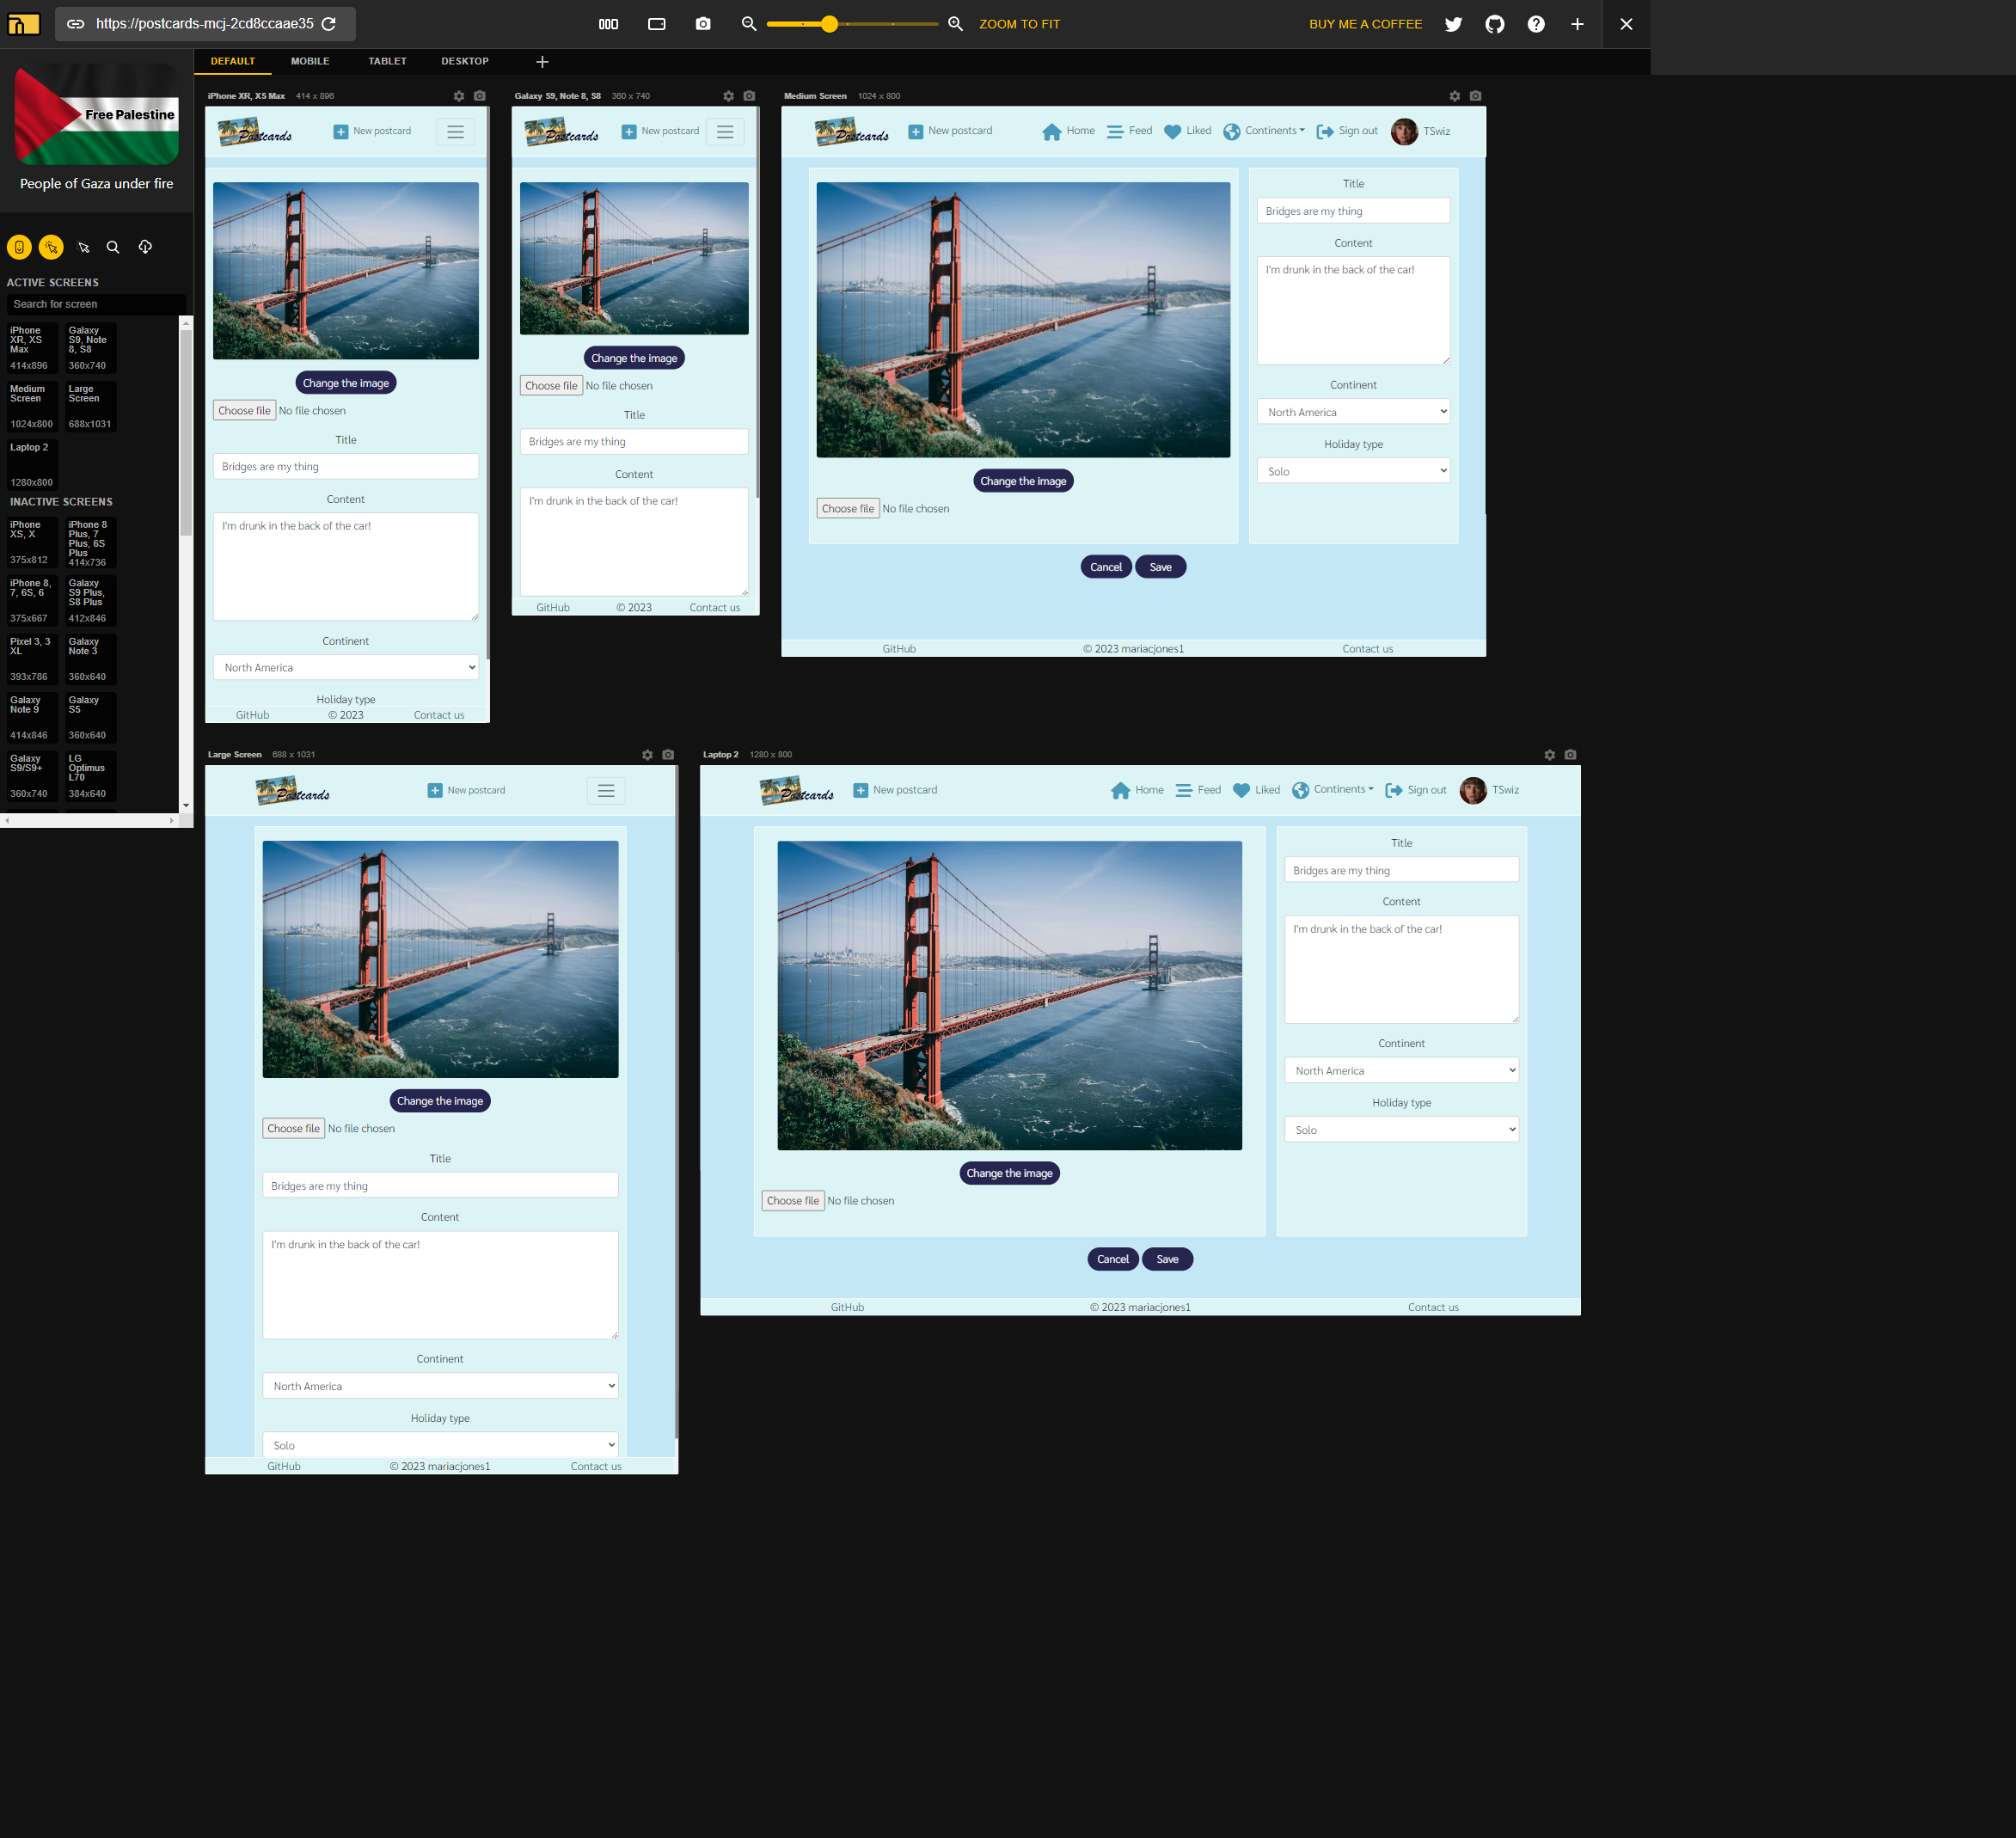 https://postcards-mcj-2cd8ccaae35
ZOOM TO FIT
BUY ME A COFFEE
Free Palestine
People of Gaza under fire
DEFAULT
MOBILE
TABLET
DESKTOP
ACTIVE SCREENS
Search for screen
iPhone XR, XS Max
414x896
Galaxy S9, Note 8, S8
360x740
Medium Screen
1024x800
Large Screen
688x1031
Laptop 2
1280x800
INACTIVE SCREENS
iPhone XS, X
375x812
iPhone 8 Plus, 7 Plus, 6S Plus
414x736
iPhone 8, 7, 6S, 6
375x667
Galaxy S9 Plus, S8 Plus
412x846
Pixel 3, 3 XL
393x786
Galaxy Note 3
360x640
Galaxy Note 9
414x846
Galaxy S5
360x640
Galaxy S9/S9+
360x740
LG Optimus L70
384x640
iPhone XR, XS Max 414 x 896
Postcards
New postcard
Change the image
Choose file No file chosen
Title
Bridges are my thing
Content
I'm drunk in the back of the car!
Continent
North America
Holiday type
GitHub © 2023 Contact us
Galaxy S9, Note 8, S8 360 x 740
Postcards
New postcard
Change the image
Choose file No file chosen
Title
Bridges are my thing
Content
I'm drunk in the back of the car!
GitHub © 2023 Contact us
Medium Screen 1024 x 800
Postcards
New postcard
Home
Feed
Liked
Continents
Sign out
TSwiz
Change the image
Choose file No file chosen
Title
Bridges are my thing
Content
I'm drunk in the back of the car!
Continent
North America
Holiday type
Solo
Cancel
Save
GitHub © 2023 mariacjones1 Contact us
Large Screen 688 x 1031
Postcards
New postcard
Change the image
Choose file No file chosen
Title
Bridges are my thing
Content
I'm drunk in the back of the car!
Continent
North America
Holiday type
Solo
GitHub © 2023 mariacjones1 Contact us
Laptop 2 1280 x 800
Postcards
New postcard
Home
Feed
Liked
Continents
Sign out
TSwiz
Change the image
Choose file No file chosen
Title
Bridges are my thing
Content
I'm drunk in the back of the car!
Continent
North America
Holiday type
Solo
Cancel
Save
GitHub © 2023 mariacjones1 Contact us